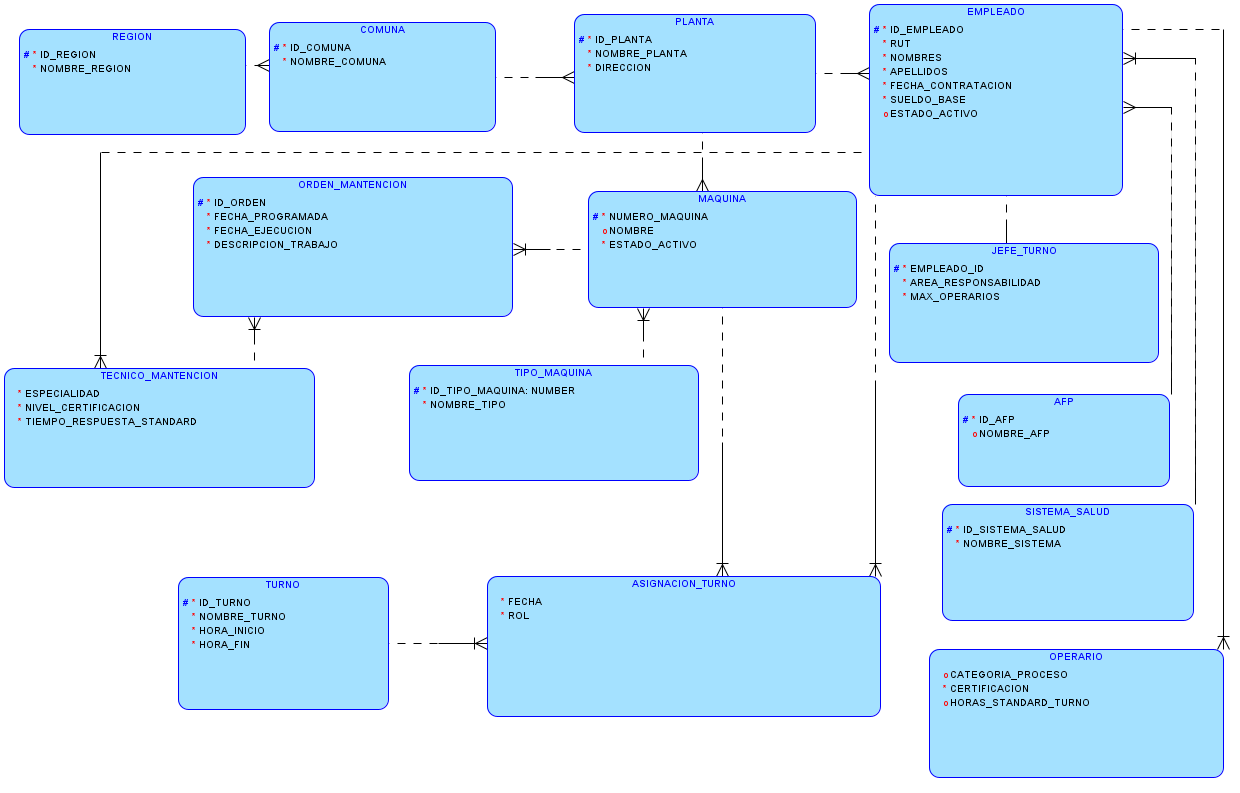 REGION
# * ID_REGION
* NOMBRE_REGION
COMUNA
# * ID_COMUNA
* NOMBRE_COMUNA
PLANTA
# * ID_PLANTA
* NOMBRE_PLANTA
* DIRECCION
EMPLEADO
# * ID_EMPLEADO
* RUT
* NOMBRES
* APELLIDOS
* FECHA_CONTRATACION
* SUELDO_BASE
o ESTADO_ACTIVO
ORDEN_MANTENCION
# * ID_ORDEN
* FECHA_PROGRAMADA
* FECHA_EJECUCION
* DESCRIPCION_TRABAJO
MAQUINA
# * NUMERO_MAQUINA
o NOMBRE
* ESTADO_ACTIVO
JEFE_TURNO
# * EMPLEADO_ID
* AREA_RESPONSABILIDAD
* MAX_OPERARIOS
TECNICO_MANTENCION
* ESPECIALIDAD
* NIVEL_CERTIFICACION
* TIEMPO_RESPUESTA_STANDARD
TIPO_MAQUINA
# * ID_TIPO_MAQUINA: NUMBER
* NOMBRE_TIPO
AFP
# * ID_AFP
o NOMBRE_AFP
SISTEMA_SALUD
# * ID_SISTEMA_SALUD
* NOMBRE_SISTEMA
TURNO
# * ID_TURNO
* NOMBRE_TURNO
* HORA_INICIO
* HORA_FIN
ASIGNACION_TURNO
* FECHA
* ROL
OPERARIO
o CATEGORIA_PROCESO
* CERTIFICACION
o HORAS_STANDARD_TURNO